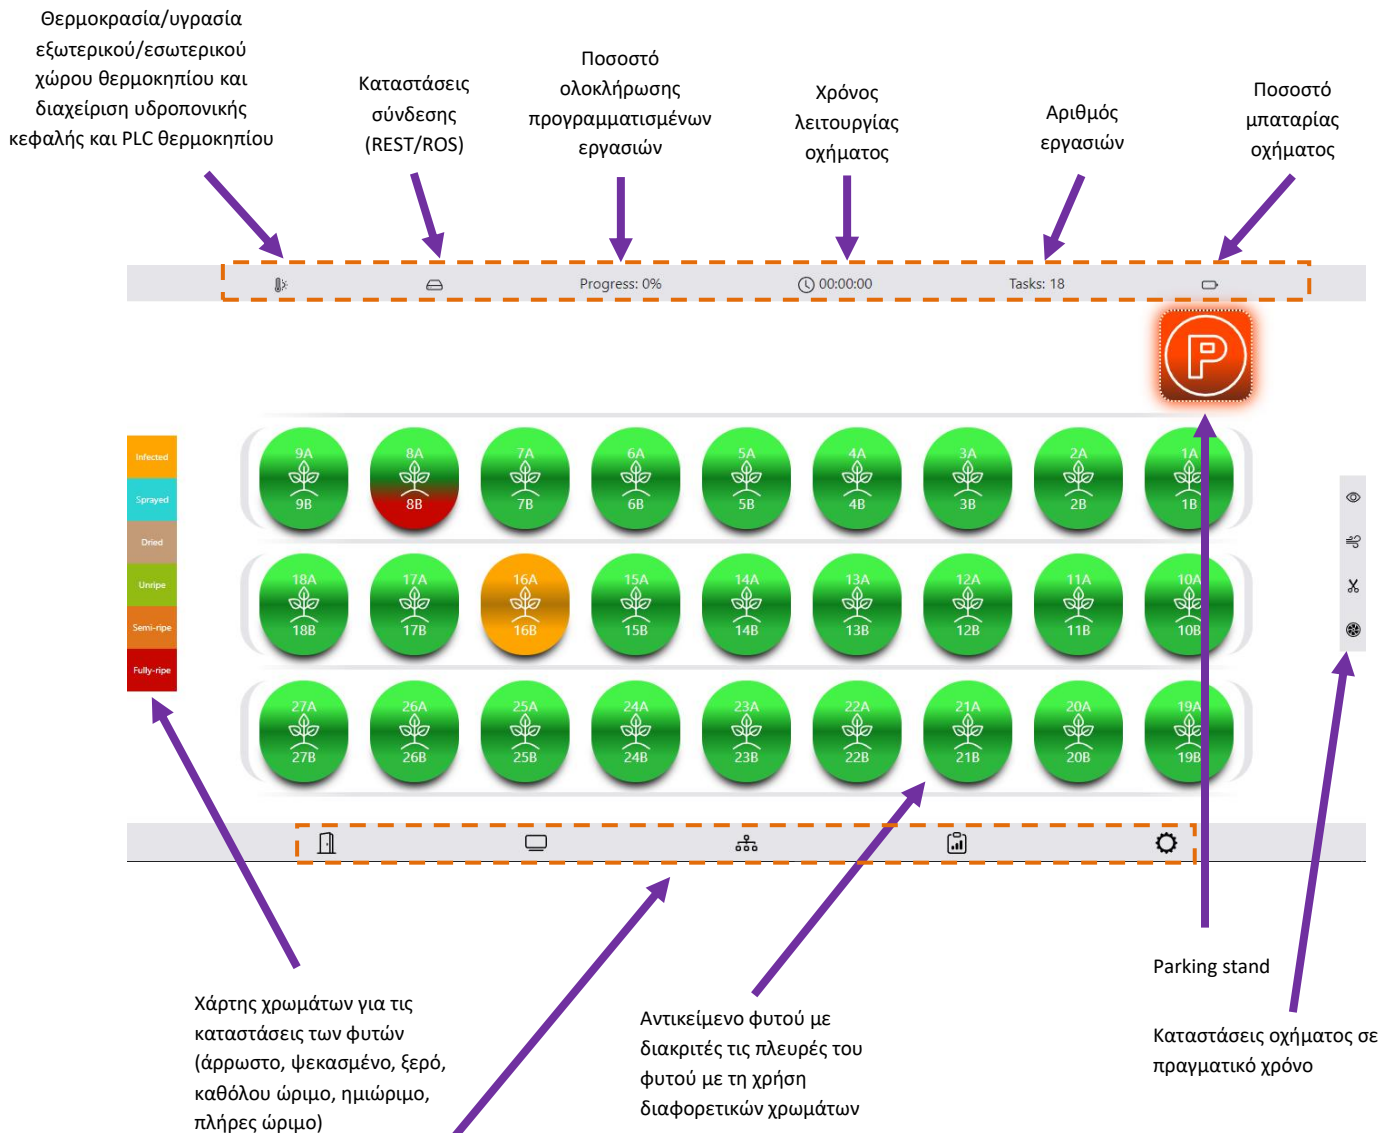 Θερμοκρασία/υγρασία
εξωτερικού/εσωτερικού
χώρου θερμοκηπίου και
διαχείριση υδροπονικής
κεφαλής και PLC θερμοκηπίου
Καταστάσεις
σύνδεσης
(REST/ROS)
Ποσοστό
ολοκλήρωσης
προγραμματισμένων
εργασιών
Χρόνος
λειτουργίας
οχήματος
Αριθμός
εργασιών
Ποσοστό
μπαταρίας
οχήματος
Progress: 0%
00:00:00
Tasks: 18
P
Infected
Sprayed
Dried
Unripe
Semi-ripe
Fully-ripe
9A 8A 7A 6A 5A 4A 3A 2A 1A
9B 8B 7B 6B 5B 4B 3B 2B 1B
18A 17A 16A 15A 14A 13A 12A 11A 10A
18B 17B 16B 15B 14B 13B 12B 11B 10B
27A 26A 25A 24A 23A 22A 21A 20A 19A
27B 26B 25B 24B 23B 22B 21B 20B 19B
Χάρτης χρωμάτων για τις
καταστάσεις των φυτών
(άρρωστο, ψεκασμένο, ξερό,
καθόλου ώριμο, ημιώριμο,
πλήρες ώριμο)
Αντικείμενο φυτού με
διακριτές τις πλευρές του
φυτού με τη χρήση
διαφορετικών χρωμάτων
Parking stand
Καταστάσεις οχήματος σε
πραγματικό χρόνο